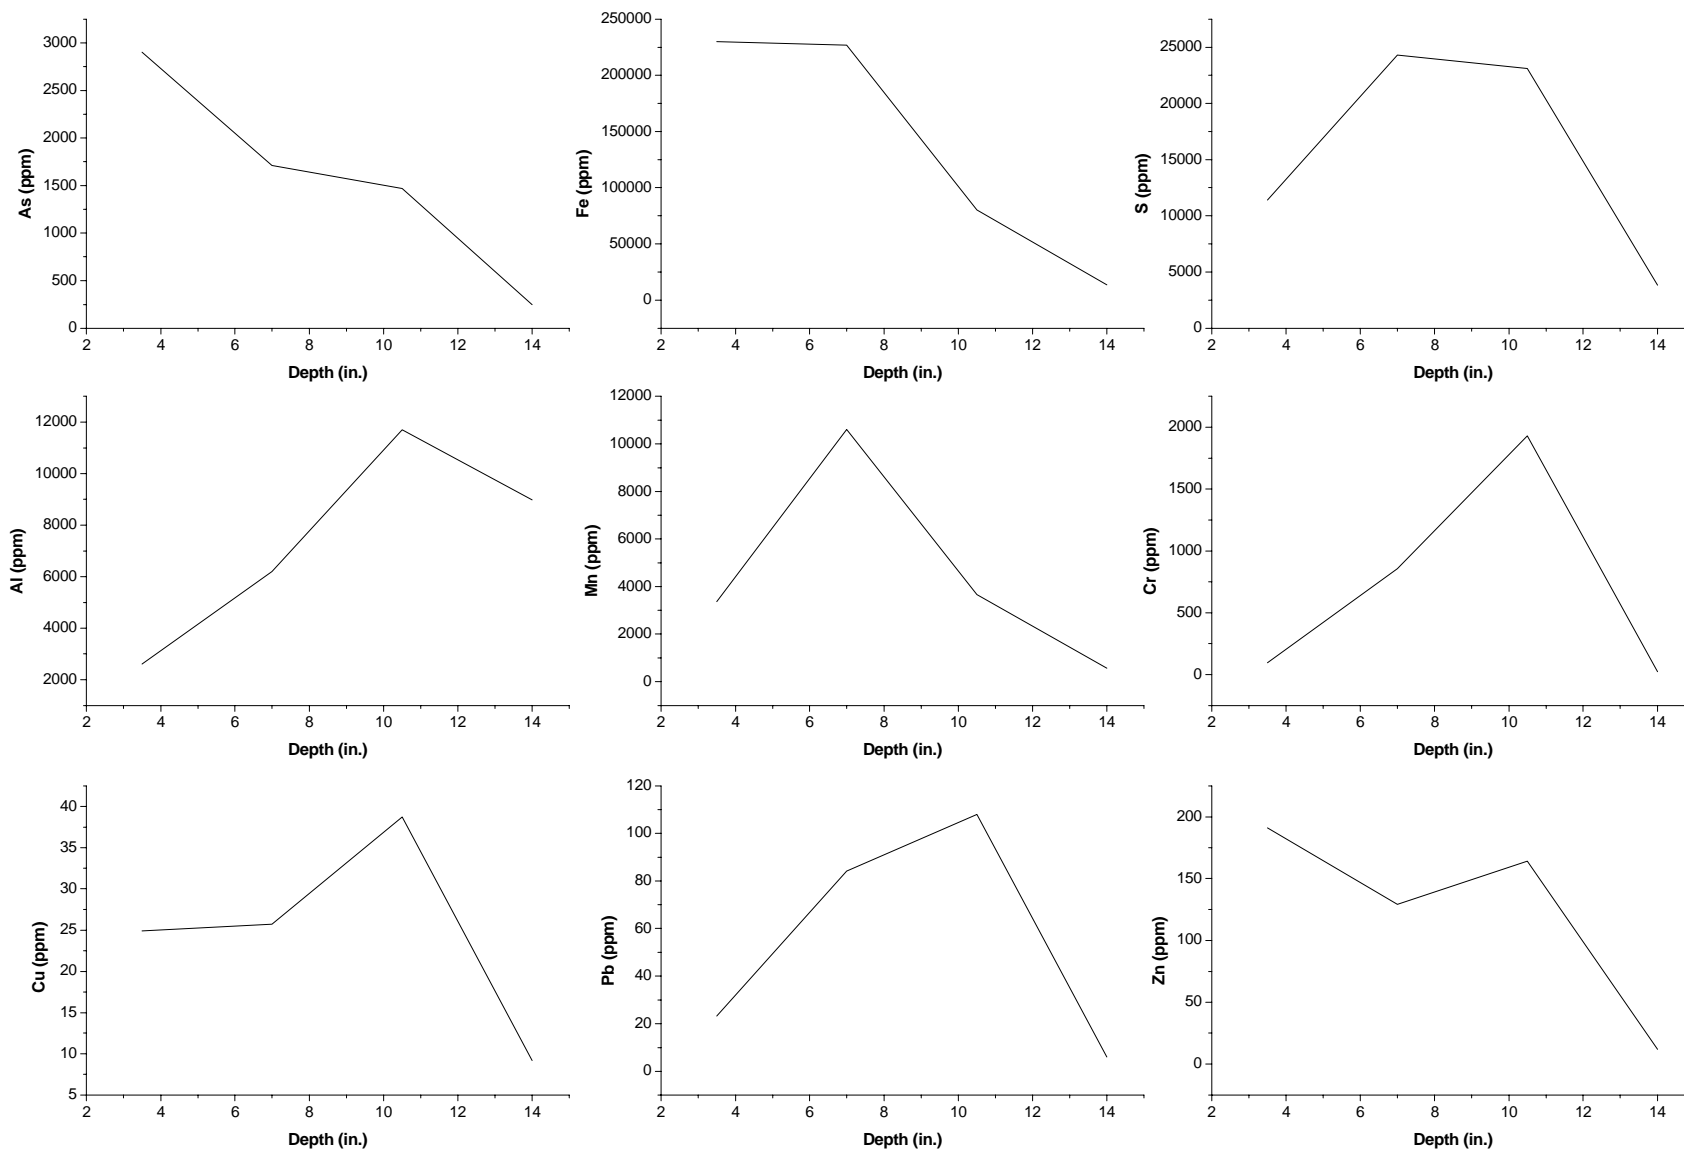 3000
2500
2000
1500
1000
500
0
As (ppm)
2 4 6 8 10 12 14
Depth (in.)
250000
200000
150000
100000
50000
0
Fe (ppm)
2 4 6 8 10 12 14
Depth (in.)
25000
20000
15000
10000
5000
0
S (ppm)
2 4 6 8 10 12 14
Depth (in.)
12000
10000
8000
6000
4000
2000
Al (ppm)
2 4 6 8 10 12 14
Depth (in.)
12000
10000
8000
6000
4000
2000
0
Mn (ppm)
2 4 6 8 10 12 14
Depth (in.)
2000
1500
1000
500
0
Cr (ppm)
2 4 6 8 10 12 14
Depth (in.)
40
35
30
25
20
15
10
5
Cu (ppm)
2 4 6 8 10 12 14
Depth (in.)
120
100
80
60
40
20
0
Pb (ppm)
2 4 6 8 10 12 14
Depth (in.)
200
150
100
50
0
Zn (ppm)
2 4 6 8 10 12 14
Depth (in.)